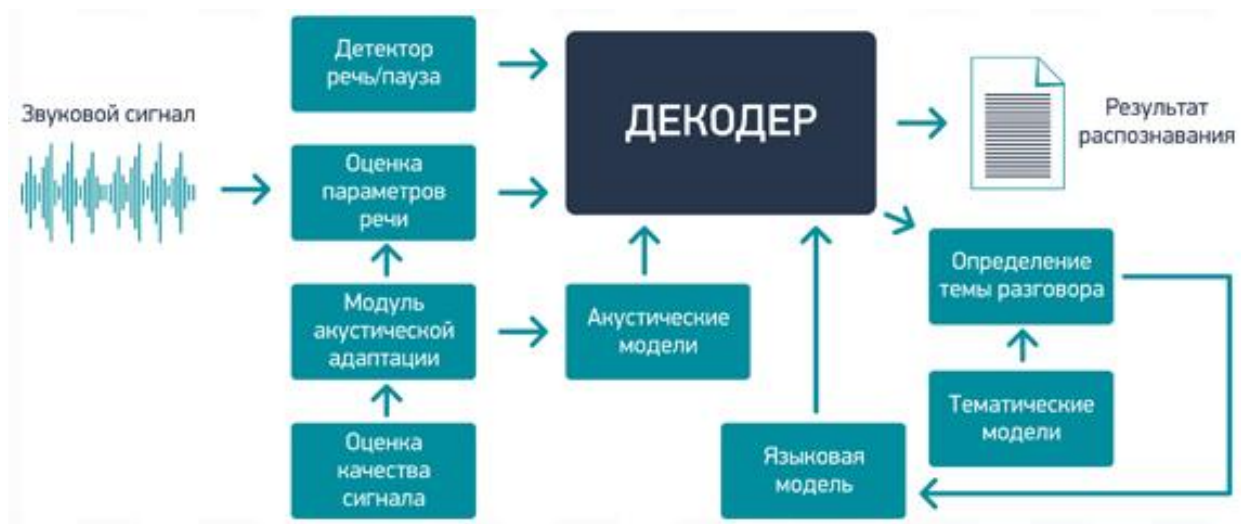 Звуковой сигнал
Детектор
речь/пауза
Оценка
параметров
речи
Модуль
акустической
адаптации
Оценка
качества
сигнала
ДЕКОДЕР
Акустические
модели
Языковая
модель
Результат
распознавания
Определение
темы разговора
Тематические
модели